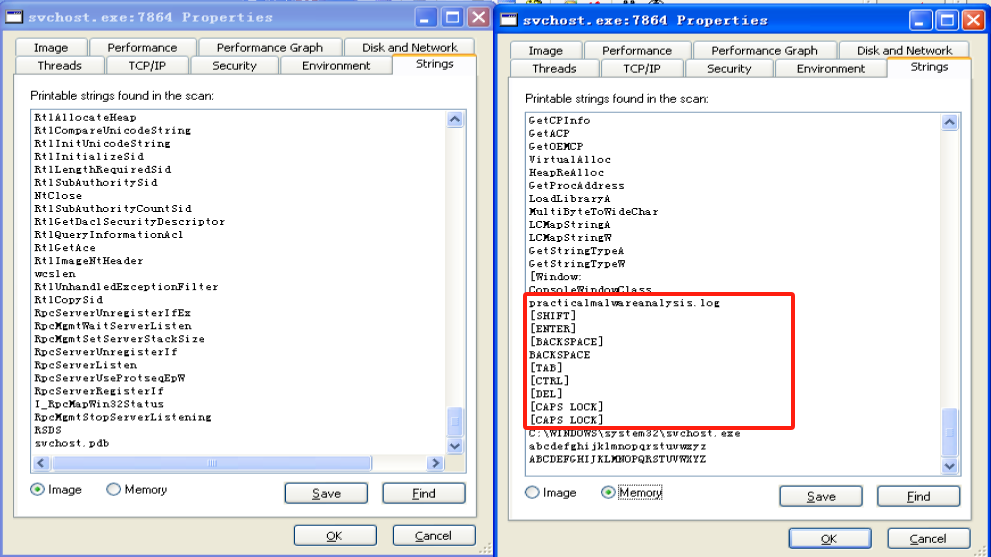 svchost.exe:7864 Properties
Image
Performance
Performance Graph
Disk and Network
Threads
TCP/IP
Security
Environment
Strings
Printable strings found in the scan:
RtlAllocateHeap
RtlCompareUnicodeString
RtlInitUnicodeString
RtlInitializeSid
RtlLengthRequiredSid
RtlSubAuthoritySid
NtClose
RtlSubAuthorityCountSid
RtlGetDaclSecurityDescriptor
RtlQueryInformationAcl
RtlGetAce
RtlImageNtHeader
wcslen
RtlUnhandledExceptionFilter
RtlCopySid
RpcServerUnregisterIfEx
RpcMgmtWaitServerListen
RpcMgmtSetServerStackSize
RpcServerUnregisterIf
RpcServerListen
RpcServerUseProtseqEpW
RpcServerRegisterIf
I_RpcMapWin32Status
RpcMgmtStopServerListening
RSDS
svchost.pdb
Image
Memory
Save
Find
OK
Cancel
svchost.exe:7864 Properties
Image
Performance
Performance Graph
Disk and Network
Threads
TCP/IP
Security
Environment
Strings
Printable strings found in the scan:
GetCPInfo
GetACP
GetOEMCP
VirtualAlloc
HeapReAlloc
GetProcAddress
LoadLibraryA
MultiByteToWideChar
LCMapStringA
LCMapStringW
GetStringTypeA
GetStringTypeW
[Window:
ConsoleWindowClass
practicalmalwareanalysis.log
[SHIFT]
[ENTER]
[BACKSPACE]
BACKSPACE
[TAB]
[CTRL]
[DEL]
[CAPS LOCK]
[CAPS LOCK]
C:\WINDOWS\system32\svchost.exe
abcdefghijklmnopqrstuvwxyz
ABCDEFGHIJKLMNOPQRSTUVWXYZ
Image
Memory
Save
Find
OK
Cancel